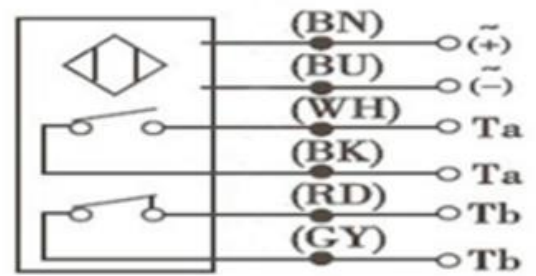 (BN) ~(+)
(BU) ~(−)
(WH) Ta
(BK) Ta
(RD) Tb
(GY) Tb